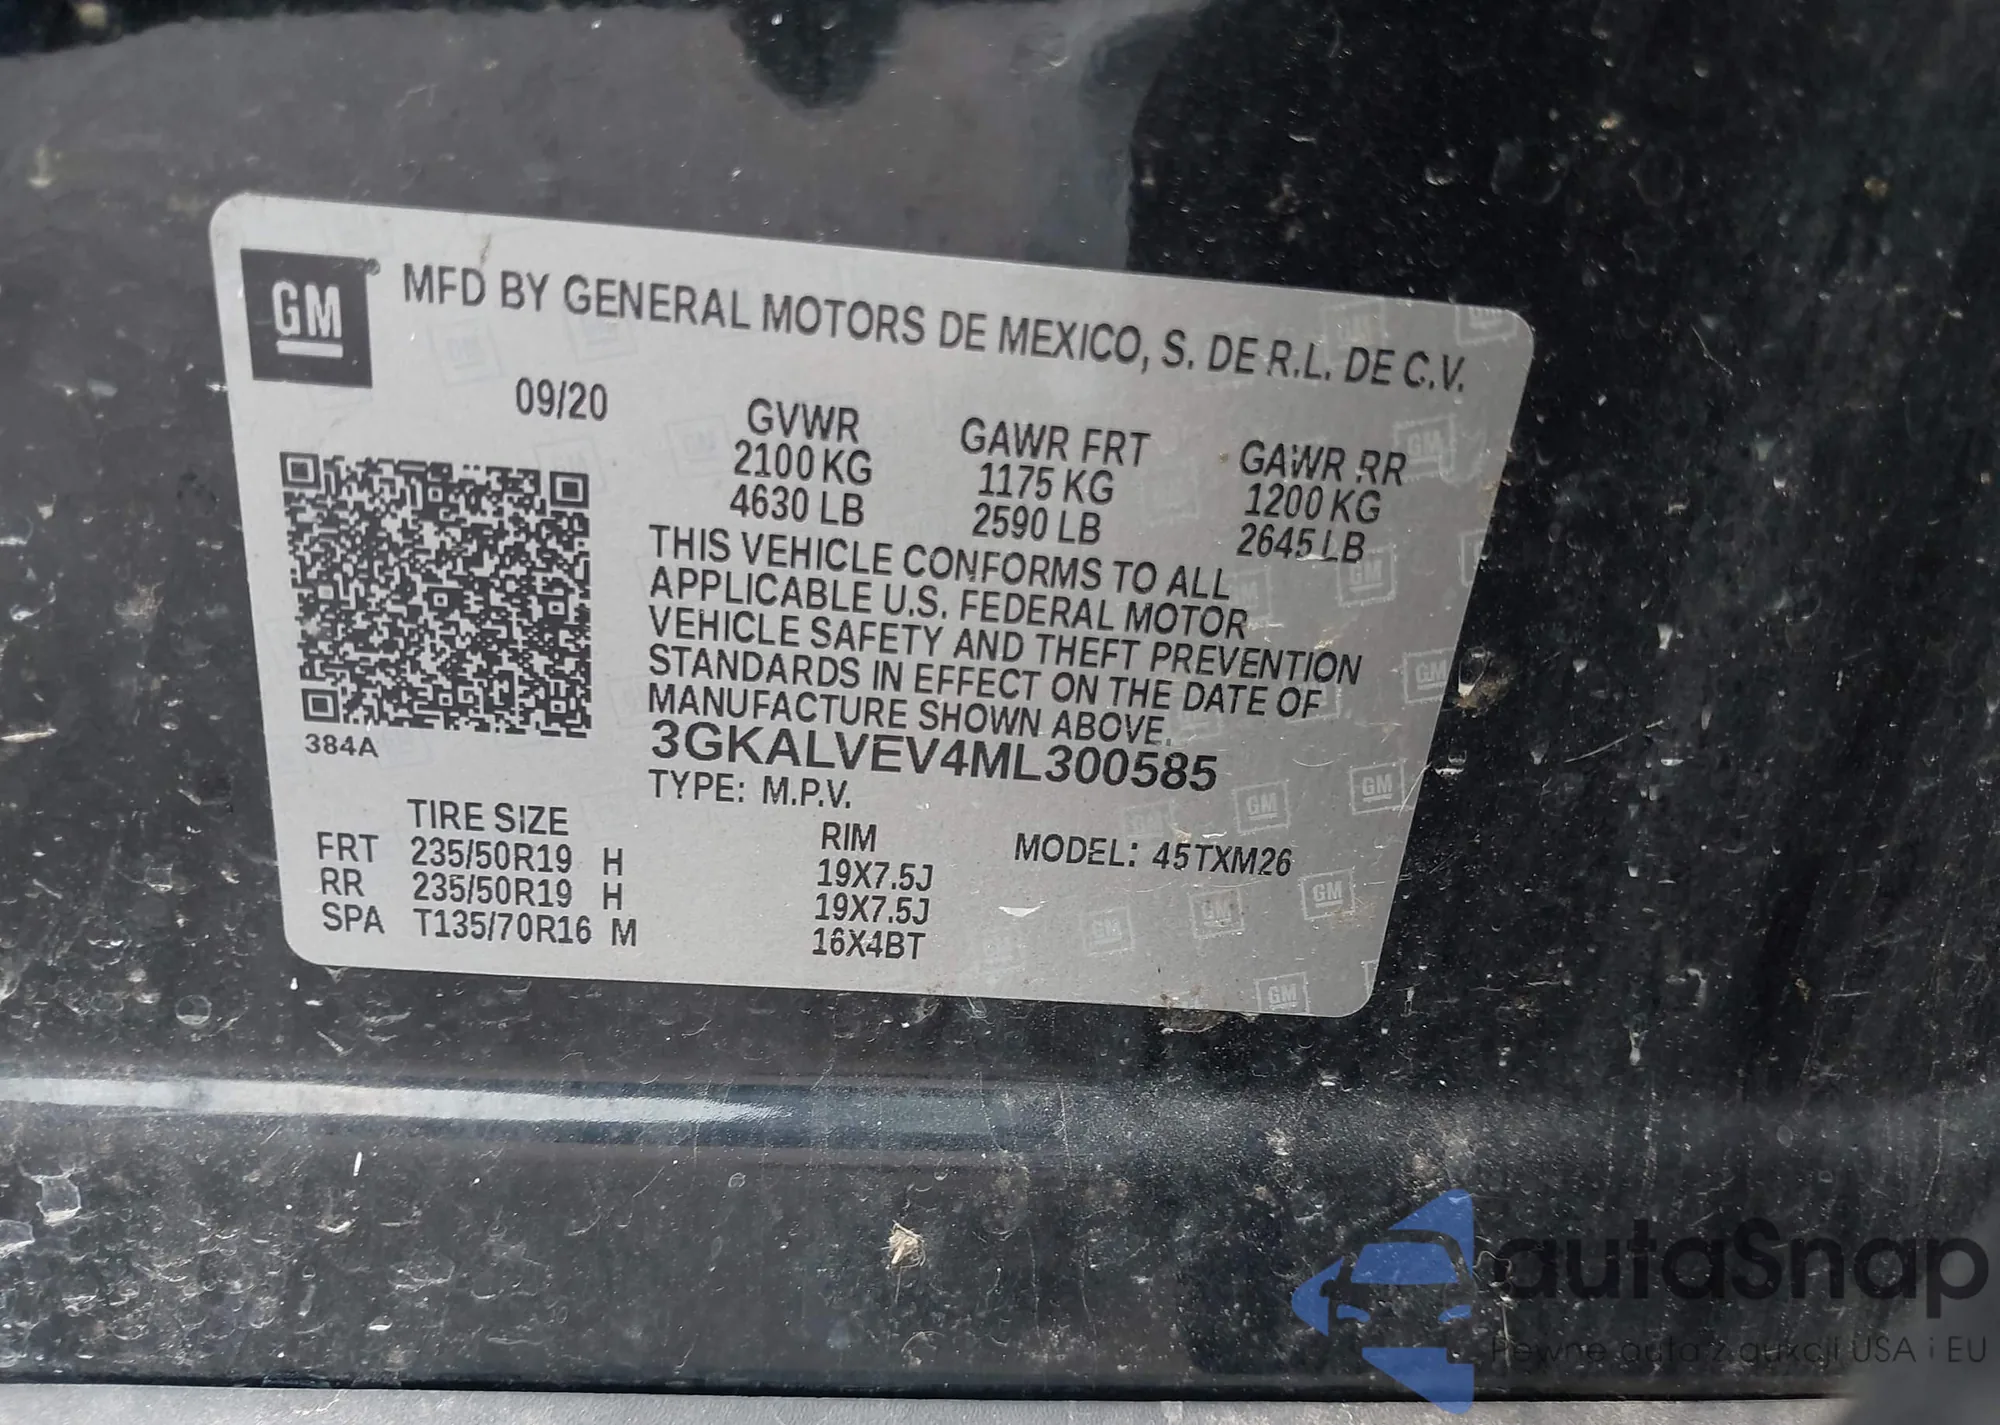 GM
MFD BY GENERAL MOTORS DE MEXICO, S. DE R.L. DE C.V.
09/20
GVWR GAWR FRT GAWR RR
2100 KG 1175 KG 1200 KG
4630 LB 2590 LB 2645 LB
THIS VEHICLE CONFORMS TO ALL
APPLICABLE U.S. FEDERAL MOTOR
VEHICLE SAFETY AND THEFT PREVENTION
STANDARDS IN EFFECT ON THE DATE OF
MANUFACTURE SHOWN ABOVE.
3GKALVEV4ML300585
384A
TYPE: M.P.V.
TIRE SIZE RIM MODEL: 45TXM26
FRT 235/50R19 H 19X7.5J
RR 235/50R19 H 19X7.5J
SPA T135/70R16 M 16X4BT
autaSnap
Pewne auta z aukcji USA i EU